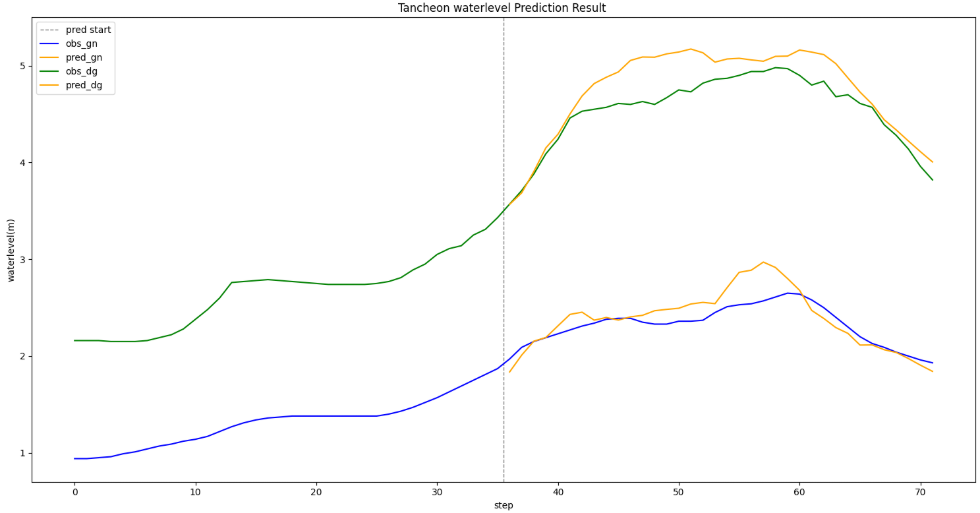 Tancheon waterlevel Prediction Result
pred start
obs_gn
pred_gn
obs_dg
pred_dg
waterlevel(m)
5
4
3
2
1
0 10 20 30 40 50 60 70
step